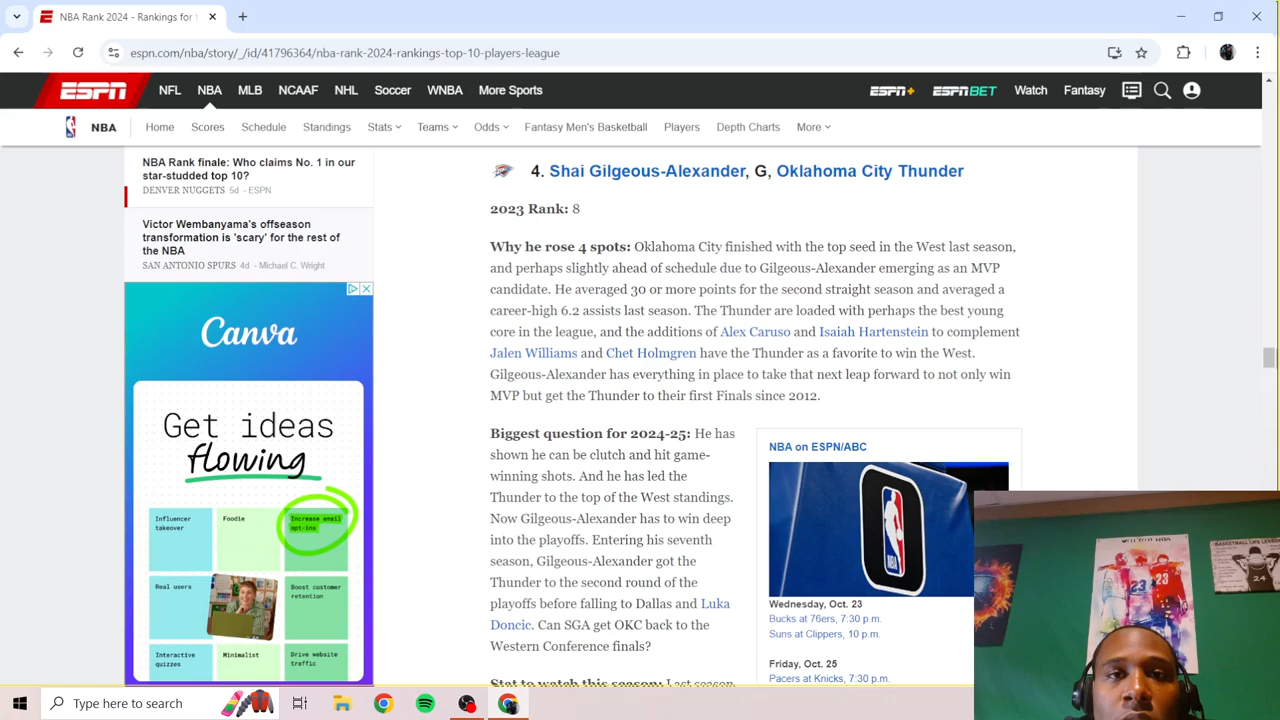 NBA Rank 2024 - Rankings for t
espn.com/nba/story/_/id/41796364/nba-rank-2024-rankings-top-10-players-league
ESPN NFL NBA MLB NCAAF NHL Soccer WNBA More Sports ESPN+ ESPN BET Watch Fantasy
NBA Home Scores Schedule Standings Stats Teams Odds Fantasy Men's Basketball Players Depth Charts More
NBA Rank finale: Who claims No. 1 in our
star-studded top 10?
DENVER NUGGETS 5d - ESPN
Victor Wembanyama's offseason
transformation is 'scary' for the rest of
the NBA
SAN ANTONIO SPURS 4d - Michael C. Wright
Canva
Get ideas
flowing
Influencer
takeover
Foodie
Increase email
opt-ins
Real users
Boost customer
retention
Interactive
quizzes
Minimalist
Drive website
traffic
4. Shai Gilgeous-Alexander, G, Oklahoma City Thunder
2023 Rank: 8
Why he rose 4 spots: Oklahoma City finished with the top seed in the West last season,
and perhaps slightly ahead of schedule due to Gilgeous-Alexander emerging as an MVP
candidate. He averaged 30 or more points for the second straight season and averaged a
career-high 6.2 assists last season. The Thunder are loaded with perhaps the best young
core in the league, and the additions of Alex Caruso and Isaiah Hartenstein to complement
Jalen Williams and Chet Holmgren have the Thunder as a favorite to win the West.
Gilgeous-Alexander has everything in place to take that next leap forward to not only win
MVP but get the Thunder to their first Finals since 2012.
Biggest question for 2024-25: He has
shown he can be clutch and hit game-
winning shots. And he has led the
Thunder to the top of the West standings.
Now Gilgeous-Alexander has to win deep
into the playoffs. Entering his seventh
season, Gilgeous-Alexander got the
Thunder to the second round of the
playoffs before falling to Dallas and Luka
Doncic. Can SGA get OKC back to the
Western Conference finals?
Stat to watch this season: Last season,
NBA on ESPN/ABC
Wednesday, Oct. 23
Bucks at 76ers, 7:30 p.m.
Suns at Clippers, 10 p.m.
Friday, Oct. 25
Pacers at Knicks, 7:30 p.m.
23
23
24
Type here to search